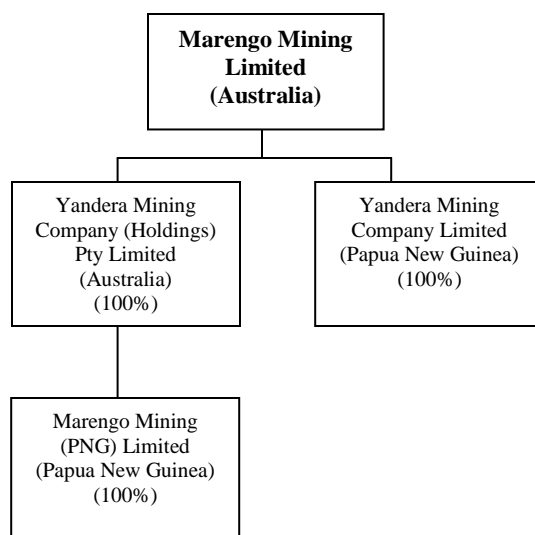 Marengo Mining
Limited
(Australia)
Yandera Mining
Company (Holdings)
Pty Limited
(Australia)
(100%)
Yandera Mining
Company Limited
(Papua New Guinea)
(100%)
Marengo Mining
(PNG) Limited
(Papua New Guinea)
(100%)